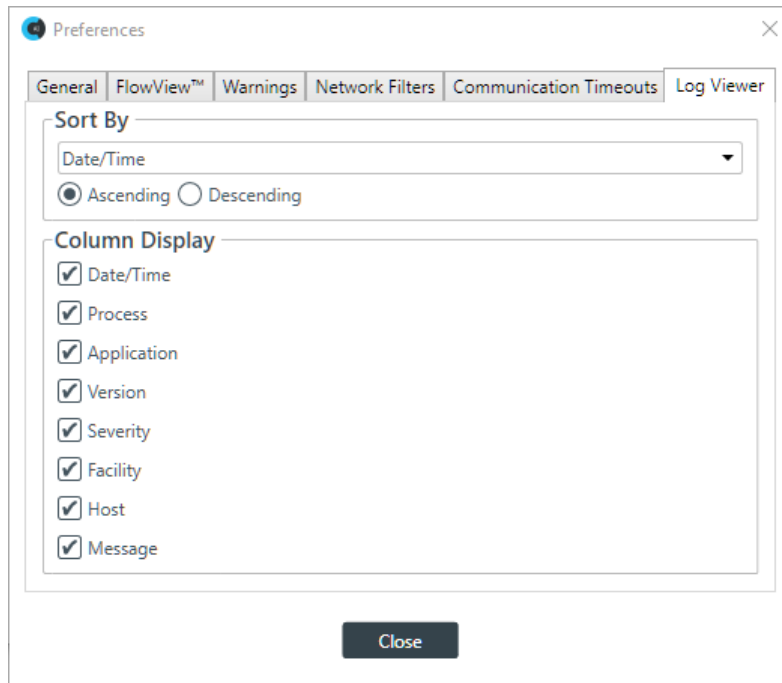 Preferences
General FlowView™ Warnings Network Filters Communication Timeouts Log Viewer
Sort By
Date/Time
Ascending Descending
Column Display
Date/Time
Process
Application
Version
Severity
Facility
Host
Message
Close